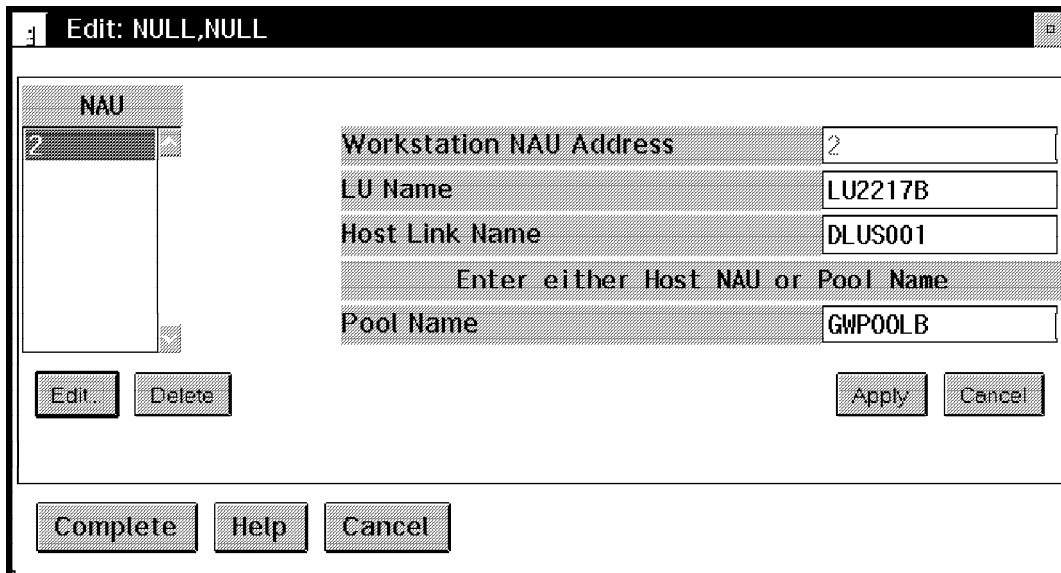 Edit: NULL,NULL
NAU
2
Workstation NAU Address 2
LU Name LU2217B
Host Link Name DLUS001
Enter either Host NAU or Pool Name
Pool Name GWPOOLB
Edit... Delete Apply Cancel
Complete Help Cancel